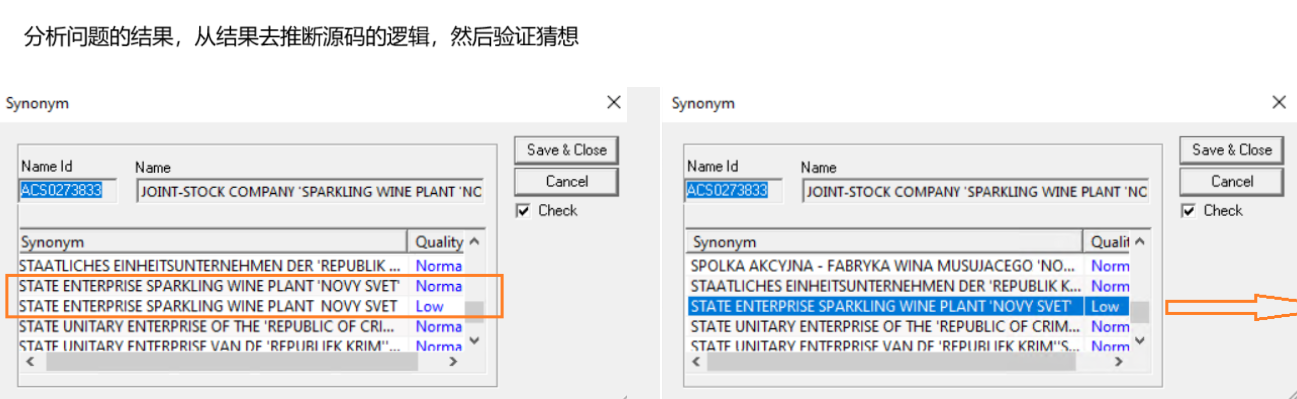 分析问题的结果，从结果去推断源码的逻辑，然后验证猜想
Synonym
Name Id
Name
Save & Close
ACS0273833
JOINT-STOCK COMPANY 'SPARKLING WINE PLANT 'NO
Cancel
Check
Synonym
Quality
STAATLICHES EINHEITSUNTERNEHMEN DER 'REPUBLIK ...
Norma
STATE ENTERPRISE SPARKLING WINE PLANT 'NOVY SVET'
Norma
STATE ENTERPRISE SPARKLING WINE PLANT NOVY SVET
Low
STATE UNITARY ENTERPRISE OF THE 'REPUBLIC OF CRI...
Norma
STATE UNITARY ENTERPRISE VAN DE 'REPUBLIEK KRIM''...
Norma
Synonym
Name Id
Name
Save & Close
ACS0273833
JOINT-STOCK COMPANY 'SPARKLING WINE PLANT 'NO
Cancel
Check
Synonym
Qualit
SPOLKA AKCYJNA - FABRYKA WINA MUSUJACEGO 'NO...
Norm
STAATLICHES EINHEITSUNTERNEHMEN DER 'REPUBLIK K...
Norm
STATE ENTERPRISE SPARKLING WINE PLANT 'NOVY SVET'
Low
STATE UNITARY ENTERPRISE OF THE 'REPUBLIC OF CRIM...
Norm
STATE UNITARY ENTERPRISE VAN DE 'REPUBLIEK KRIM''S...
Norm